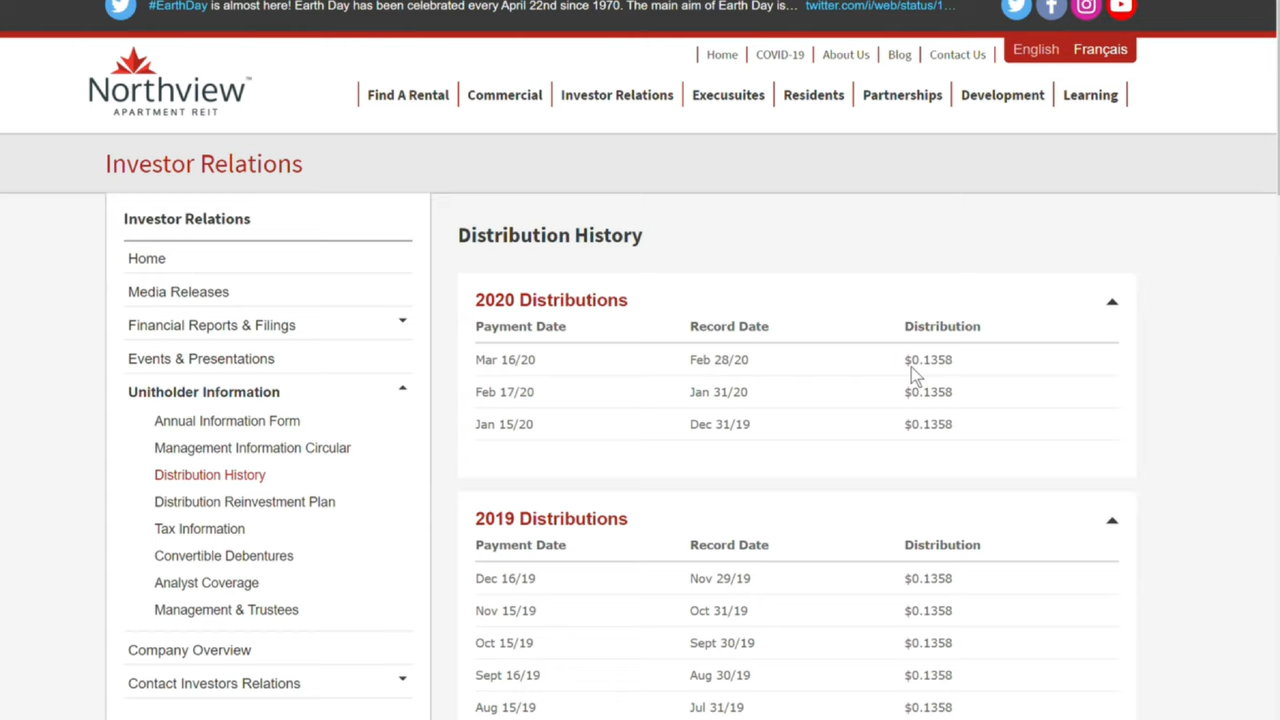 #EarthDay is almost here! Earth Day has been celebrated every April 22nd since 1970. The main aim of Earth Day is... twitter.com/i/web/status/1...
Home COVID-19 About Us Blog Contact Us English Français
Northview™
APARTMENT REIT
Find A Rental Commercial Investor Relations Execusuites Residents Partnerships Development Learning
Investor Relations
Investor Relations
Home
Media Releases
Financial Reports & Filings
Events & Presentations
Unitholder Information
Annual Information Form
Management Information Circular
Distribution History
Distribution Reinvestment Plan
Tax Information
Convertible Debentures
Analyst Coverage
Management & Trustees
Company Overview
Contact Investors Relations
Distribution History
2020 Distributions
Payment Date Record Date Distribution
Mar 16/20 Feb 28/20 $0.1358
Feb 17/20 Jan 31/20 $0.1358
Jan 15/20 Dec 31/19 $0.1358
2019 Distributions
Payment Date Record Date Distribution
Dec 16/19 Nov 29/19 $0.1358
Nov 15/19 Oct 31/19 $0.1358
Oct 15/19 Sept 30/19 $0.1358
Sept 16/19 Aug 30/19 $0.1358
Aug 15/19 Jul 31/19 $0.1358